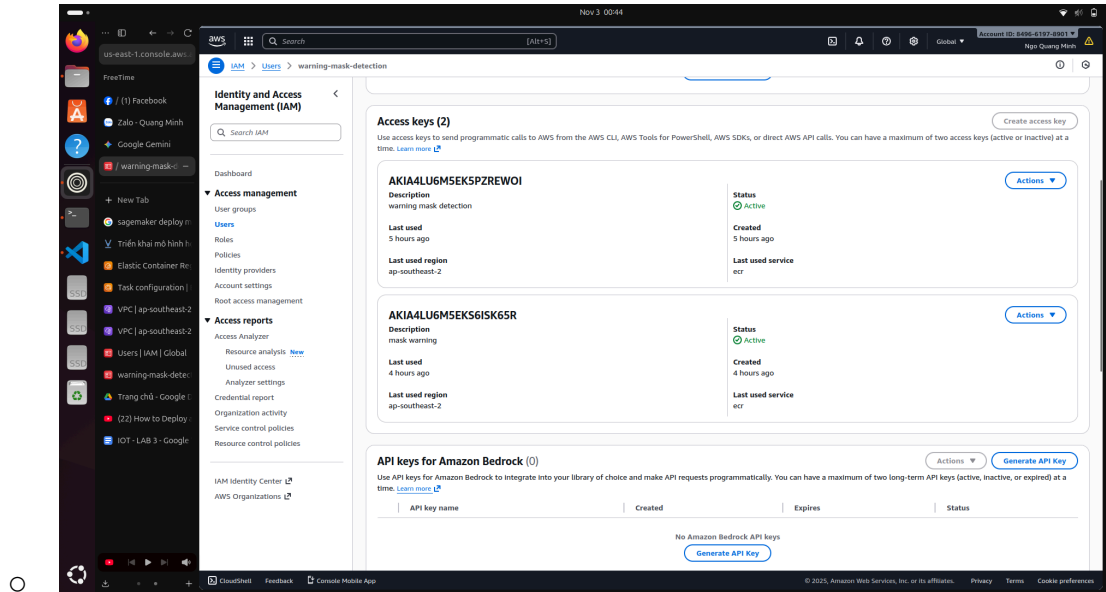 Nov 3 00:44
us-east-1.console.aws.
FreeTime
/ (1) Facebook
Zalo - Quang Minh
Google Gemini
/ warning-mask-d
New Tab
sagemaker deploy m
Triển khai mô hình h
Elastic Container Re
Task configuration |
VPC | ap-southeast-2
VPC | ap-southeast-2
Users | IAM | Global
warning-mask-detec
Trang chủ - Google D
(22) How to Deploy
IOT - LAB 3 - Google
SSD
SSD
SSD
aws
Search
[Alt+S]
Global
Account ID: 8496-6197-8901
Ngo Quang Minh
IAM > Users > warning-mask-detection
Identity and Access
Management (IAM)
Search IAM
Dashboard
Access management
User groups
Users
Roles
Policies
Identity providers
Account settings
Root access management
Access reports
Access Analyzer
Resource analysis New
Unused access
Analyzer settings
Credential report
Organization activity
Service control policies
Resource control policies
IAM Identity Center
AWS Organizations
Access keys (2)
Create access key
Use access keys to send programmatic calls to AWS from the AWS CLI, AWS Tools for PowerShell, AWS SDKs, or direct AWS API calls. You can have a maximum of two access keys (active or inactive) at a
time. Learn more
AKIA4LU6M5EK5PZREWOI
Actions
Description
warning mask detection
Status
Active
Last used
5 hours ago
Created
5 hours ago
Last used region
ap-southeast-2
Last used service
ecr
AKIA4LU6M5EKS6ISK65R
Actions
Description
mask warning
Status
Active
Last used
4 hours ago
Created
4 hours ago
Last used region
ap-southeast-2
Last used service
ecr
API keys for Amazon Bedrock (0)
Actions
Generate API Key
Use API keys for Amazon Bedrock to integrate into your library of choice and make API requests programmatically. You can have a maximum of two long-term API keys (active, inactive, or expired) at a
time. Learn more
API key name
Created
Expires
Status
No Amazon Bedrock API keys
Generate API Key
CloudShell
Feedback
Console Mobile App
© 2025, Amazon Web Services, Inc. or its affiliates.
Privacy
Terms
Cookie preferences